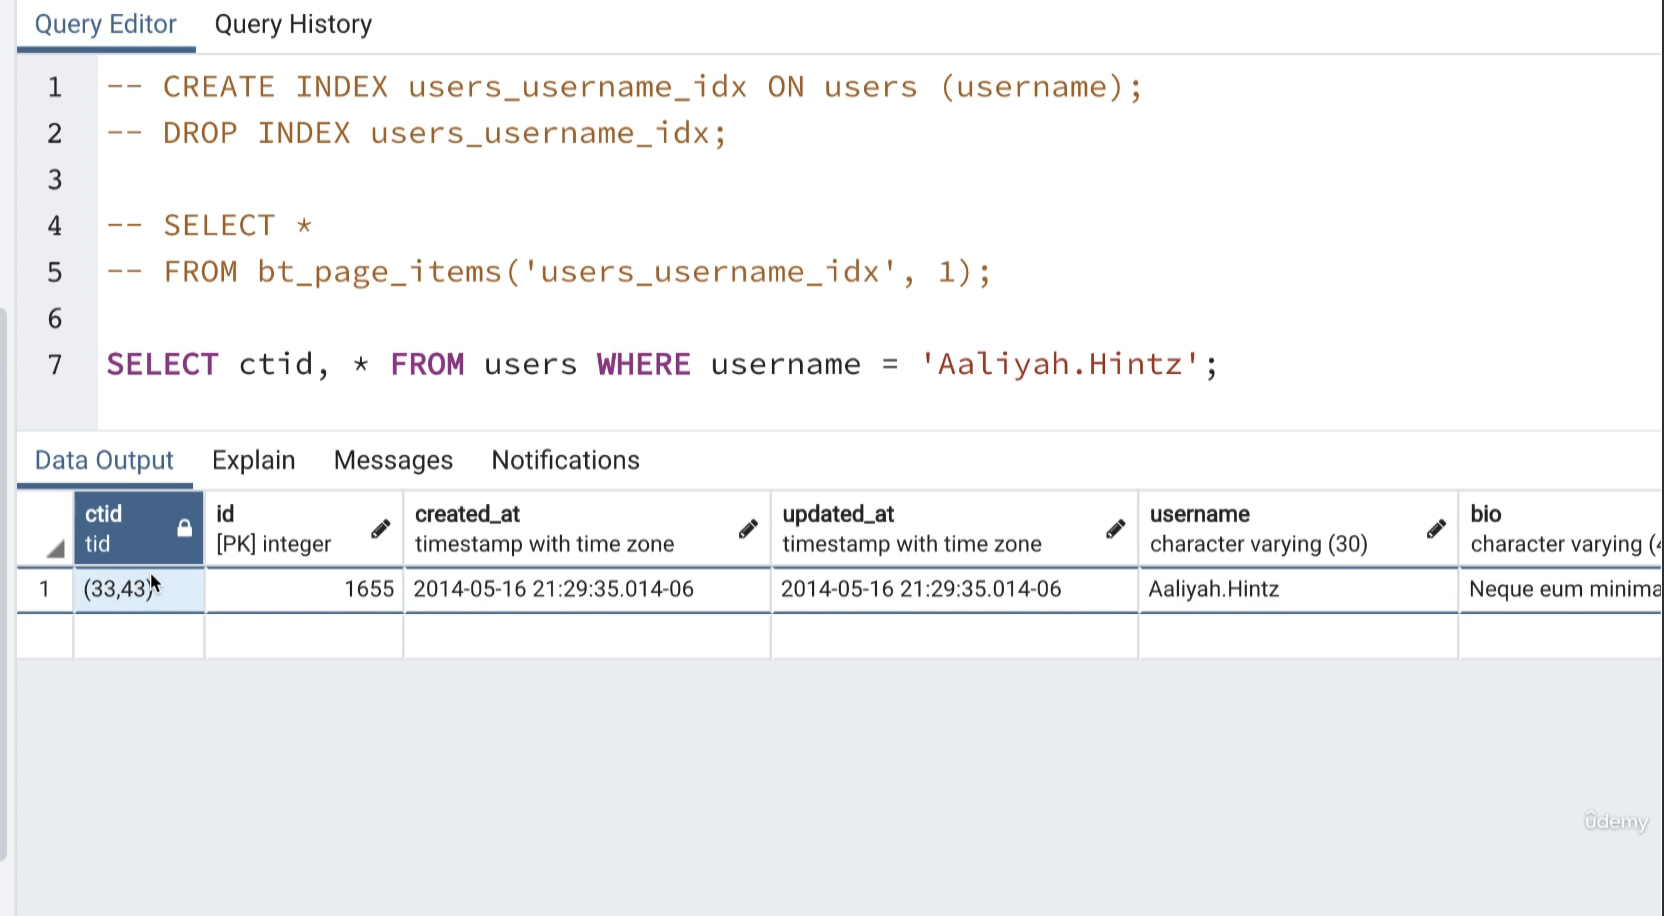 Query Editor Query History
1 -- CREATE INDEX users_username_idx ON users (username);
2 -- DROP INDEX users_username_idx;
3
4 -- SELECT *
5 -- FROM bt_page_items('users_username_idx', 1);
6
7 SELECT ctid, * FROM users WHERE username = 'Aaliyah.Hintz';
Data Output Explain Messages Notifications
ctid id created_at updated_at username bio
tid [PK] integer timestamp with time zone timestamp with time zone character varying (30) character varying (
1 (33,43) 1655 2014-05-16 21:29:35.014-06 2014-05-16 21:29:35.014-06 Aaliyah.Hintz Neque eum minima
ûdemy